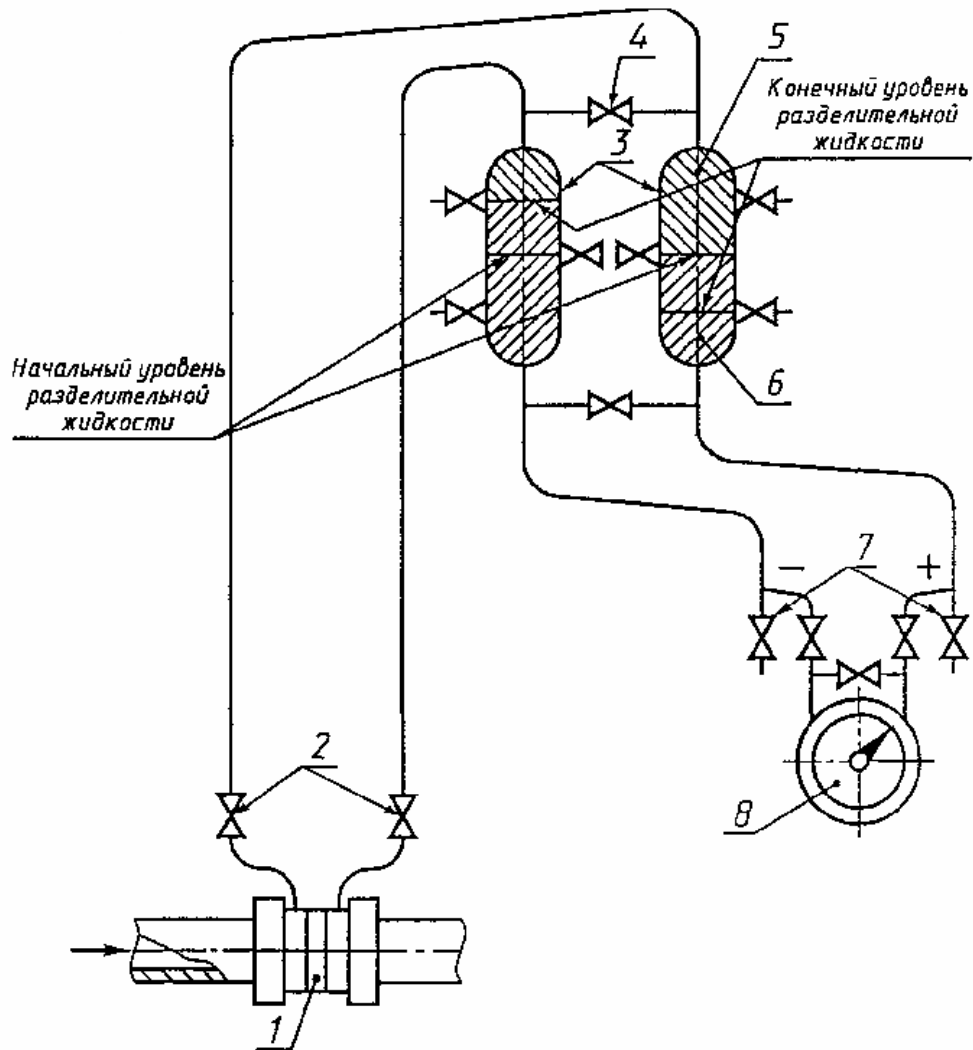 4
5
Конечный уровень
разделительной
жидкости
3
Начальный уровень
разделительной
жидкости
6
7
− +
2
8
1